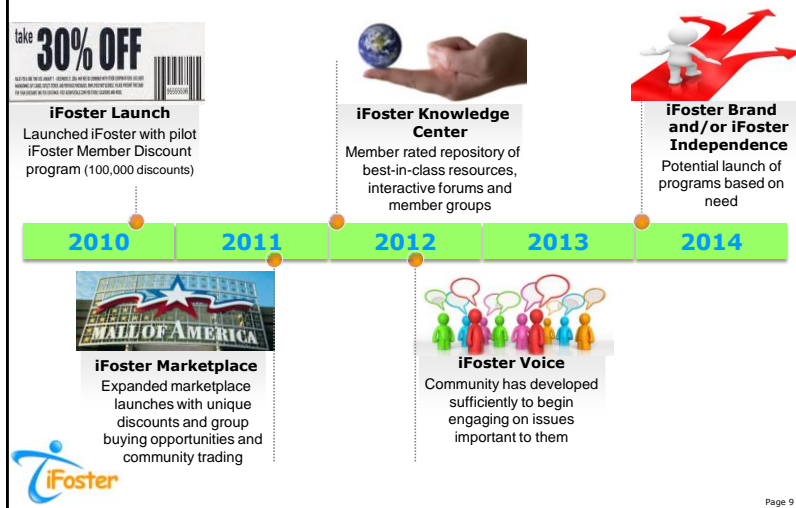 take
30% OFF
iFoster Launch
Launched iFoster with pilot
iFoster Member Discount
program (100,000 discounts)
iFoster Knowledge
Center
Member rated repository of
best-in-class resources,
interactive forums and
member groups
iFoster Brand
and/or iFoster
Independence
Potential launch of
programs based on
need
2010
2011
2012
2013
2014
MALL OF AMERICA
iFoster Marketplace
Expanded marketplace
launches with unique
discounts and group
buying opportunities and
community trading
iFoster Voice
Community has developed
sufficiently to begin
engaging on issues
important to them
iFoster
Page 9